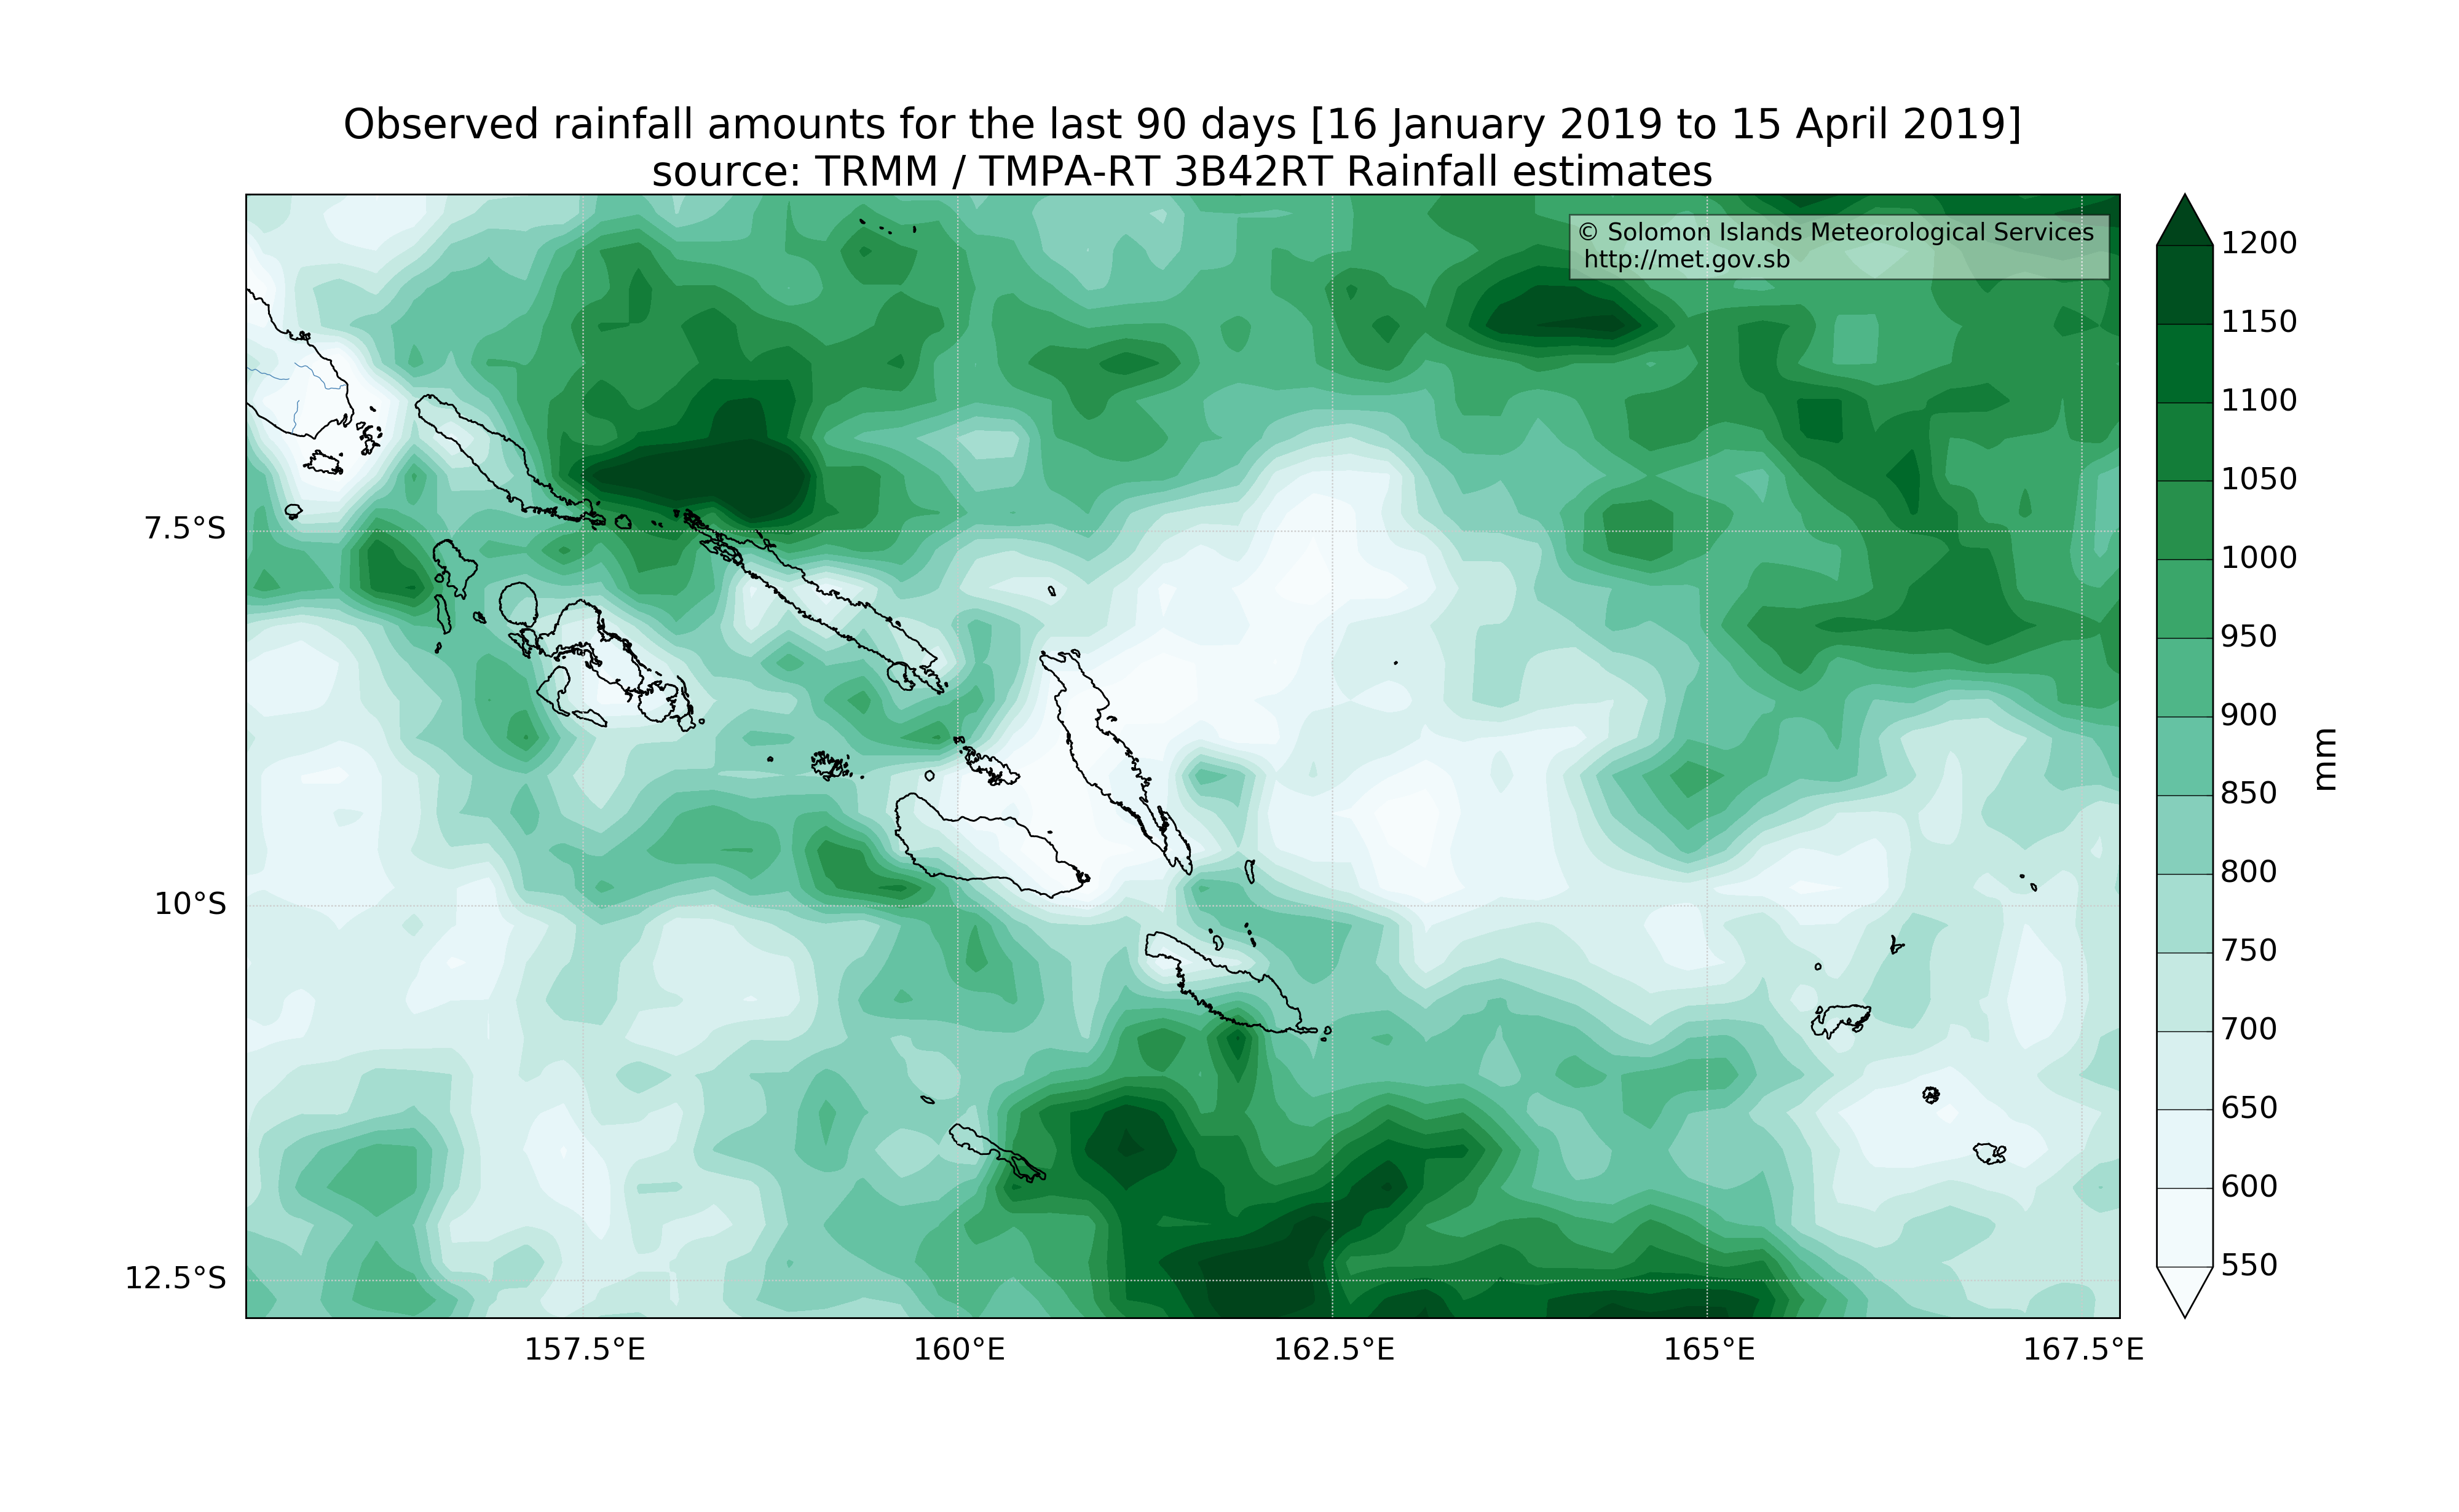 Observed rainfall amounts for the last 90 days [16 January 2019 to 15 April 2019]
source: TRMM / TMPA-RT 3B42RT Rainfall estimates
© Solomon Islands Meteorological Services
http://met.gov.sb
7.5°S
10°S
12.5°S
157.5°E
160°E
162.5°E
165°E
167.5°E
1200
1150
1100
1050
1000
950
900
850
800
750
700
650
600
550
mm